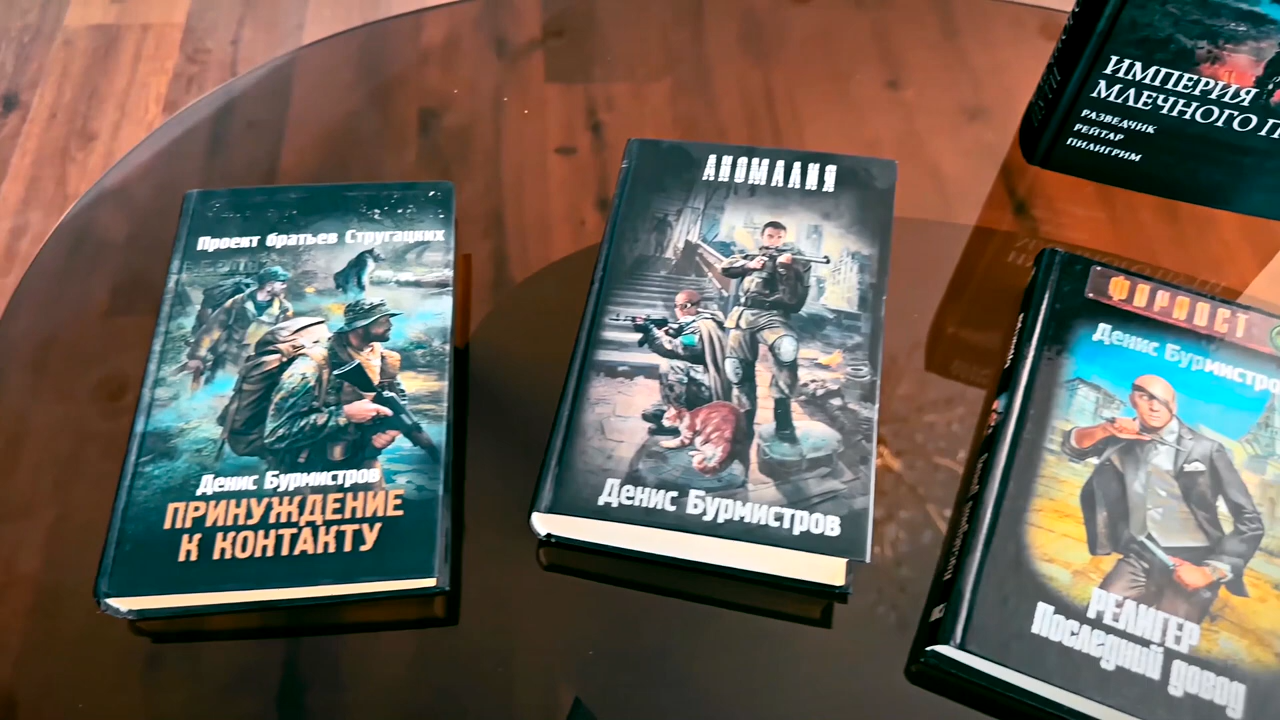 Проект братьев Стругацких
Денис Бурмистров
ПРИНУЖДЕНИЕ
К КОНТАКТУ
АНОМАЛИЯ
Денис Бурмистров
ИМПЕРИЯ
МЛЕЧНОГО П
РАЗВЕДЧИК
РЕЙТАР
ПИЛИГРИМ
ФОРПОСТ
Денис Бурмистро
РЕЛИГЕР
Последний довод